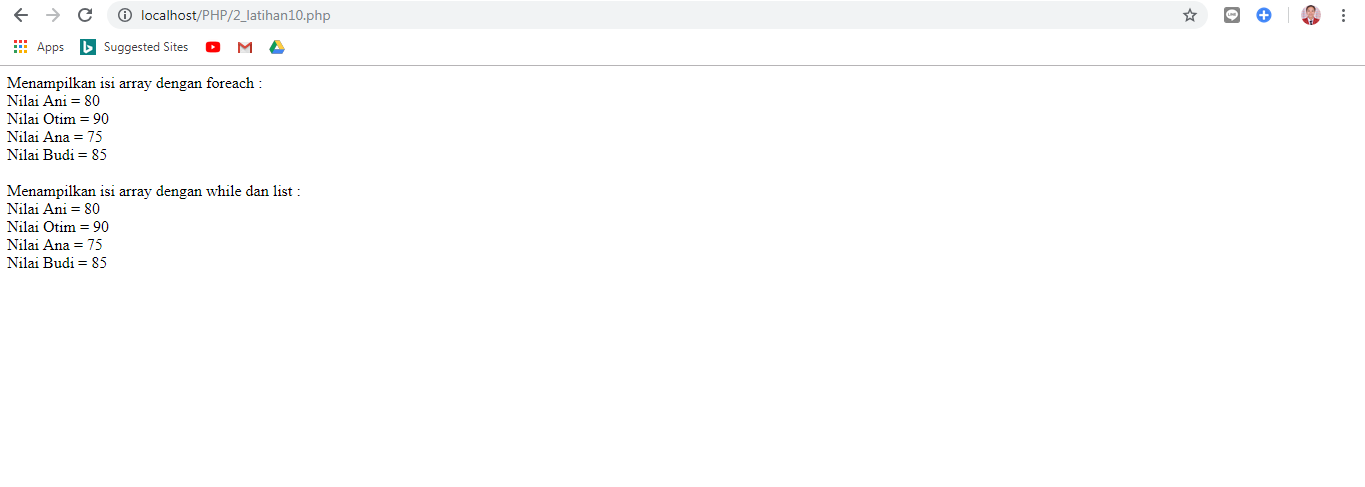 localhost/PHP/2_latihan10.php
Apps Suggested Sites
Menampilkan isi array dengan foreach :
Nilai Ani = 80
Nilai Otim = 90
Nilai Ana = 75
Nilai Budi = 85
Menampilkan isi array dengan while dan list :
Nilai Ani = 80
Nilai Otim = 90
Nilai Ana = 75
Nilai Budi = 85